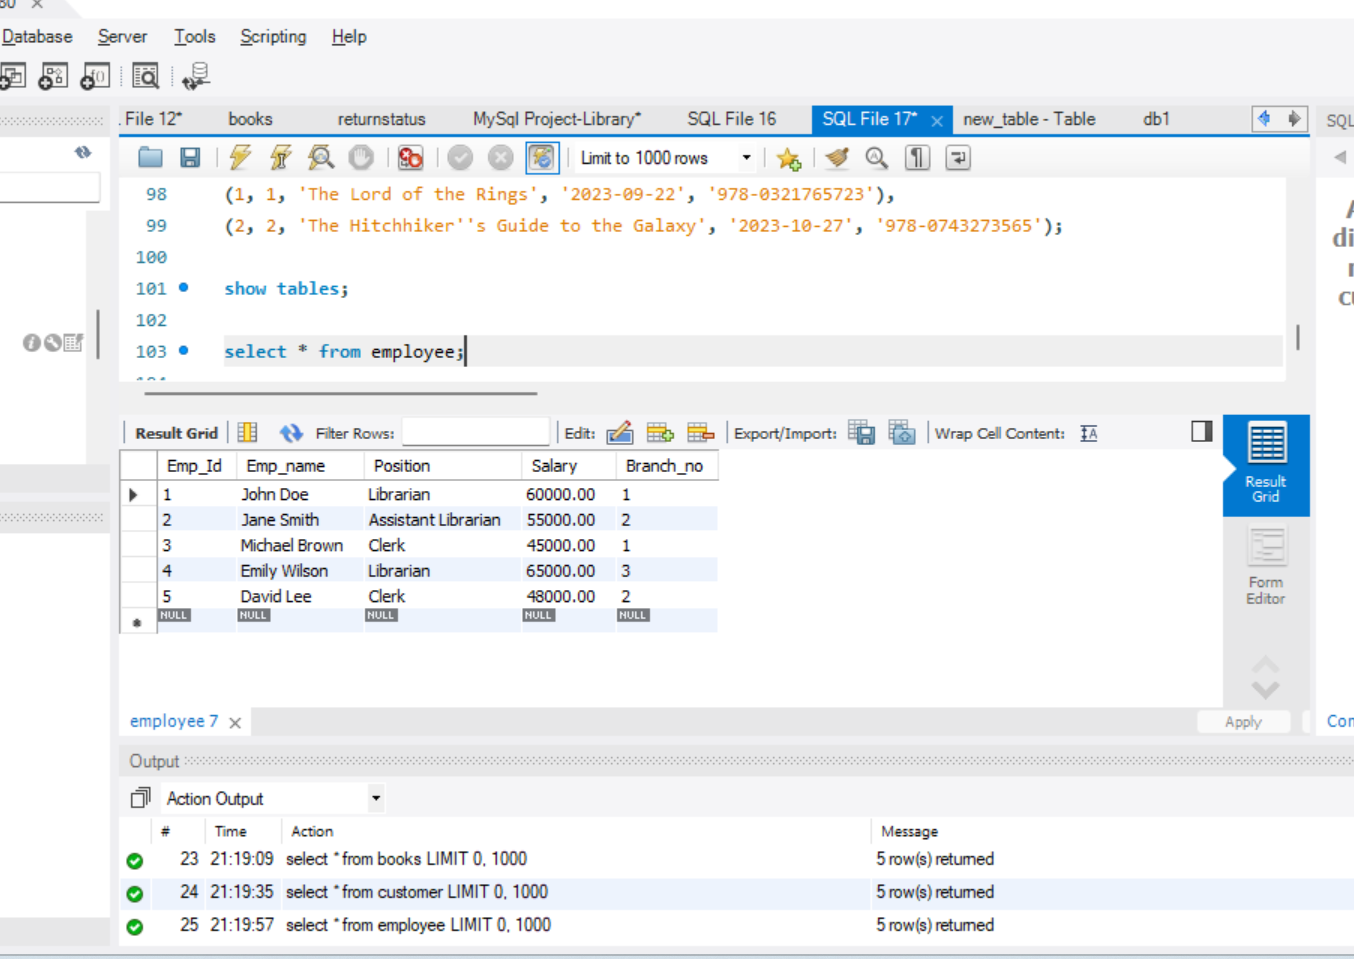 Database Server Tools Scripting Help
File 12* books returnstatus MySql Project-Library* SQL File 16 SQL File 17* new_table - Table db1 SQL
Limit to 1000 rows
98 (1, 1, 'The Lord of the Rings', '2023-09-22', '978-0321765723'),
99 (2, 2, 'The Hitchhiker''s Guide to the Galaxy', '2023-10-27', '978-0743273565');
100
101 show tables;
102
103 select * from employee;
Result Grid Filter Rows: Edit: Export/Import: Wrap Cell Content: IA
Emp_Id Emp_name Position Salary Branch_no
1 John Doe Librarian 60000.00 1
2 Jane Smith Assistant Librarian 55000.00 2
3 Michael Brown Clerk 45000.00 1
4 Emily Wilson Librarian 65000.00 3
5 David Lee Clerk 48000.00 2
NULL NULL NULL NULL NULL
Result
Grid
Form
Editor
employee 7 Apply
Output
Action Output
# Time Action Message
23 21:19:09 select * from books LIMIT 0, 1000 5 row(s) returned
24 21:19:35 select * from customer LIMIT 0, 1000 5 row(s) returned
25 21:19:57 select * from employee LIMIT 0, 1000 5 row(s) returned